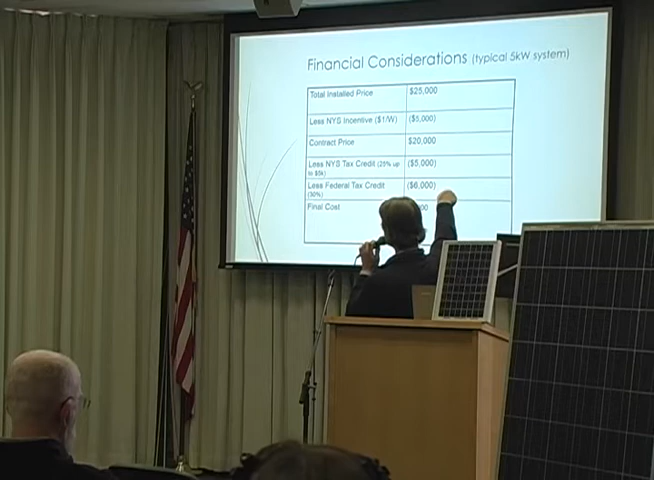 Financial Considerations (typical 5kW system)
Total Installed Price $25,000
Less NYS Incentive ($1/W) ($5,000)
Contract Price $20,000
Less NYS Tax Credit (25% up
to $5k) ($5,000)
Less Federal Tax Credit
(30%) ($6,000)
Final Cost